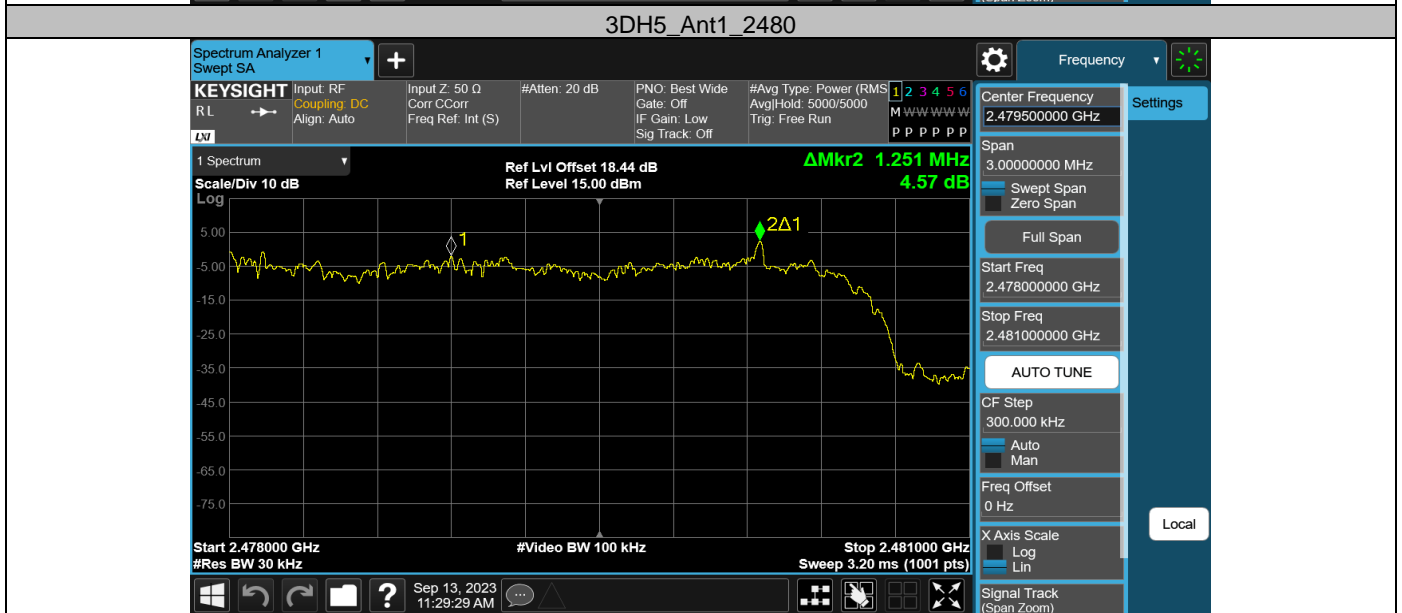 (Span Zoom)
3DH5_Ant1_2480
Spectrum Analyzer 1
Swept SA
+
Frequency
KEYSIGHT
R L
LXI
Input: RF
Coupling: DC
Align: Auto
Input Z: 50 Ω
Corr CCorr
Freq Ref: Int (S)
#Atten: 20 dB
PNO: Best Wide
Gate: Off
IF Gain: Low
Sig Track: Off
#Avg Type: Power (RMS
Avg|Hold: 5000/5000
Trig: Free Run
1 2 3 4 5 6
M W W W W W
P P P P P P
Center Frequency
2.479500000 GHz
Settings
Span
3.00000000 MHz
Swept Span
Zero Span
Full Span
Start Freq
2.478000000 GHz
Stop Freq
2.481000000 GHz
AUTO TUNE
CF Step
300.000 kHz
Auto
Man
Freq Offset
0 Hz
X Axis Scale
Log
Lin
Local
Signal Track
(Span Zoom)
1 Spectrum
Scale/Div 10 dB
Log
Ref Lvl Offset 18.44 dB
Ref Level 15.00 dBm
ΔMkr2 1.251 MHz
4.57 dB
1
2Δ1
5.00
-5.00
-15.0
-25.0
-35.0
-45.0
-55.0
-65.0
-75.0
Start 2.478000 GHz
#Res BW 30 kHz
#Video BW 100 kHz
Stop 2.481000 GHz
Sweep 3.20 ms (1001 pts)
?
Sep 13, 2023
11:29:29 AM